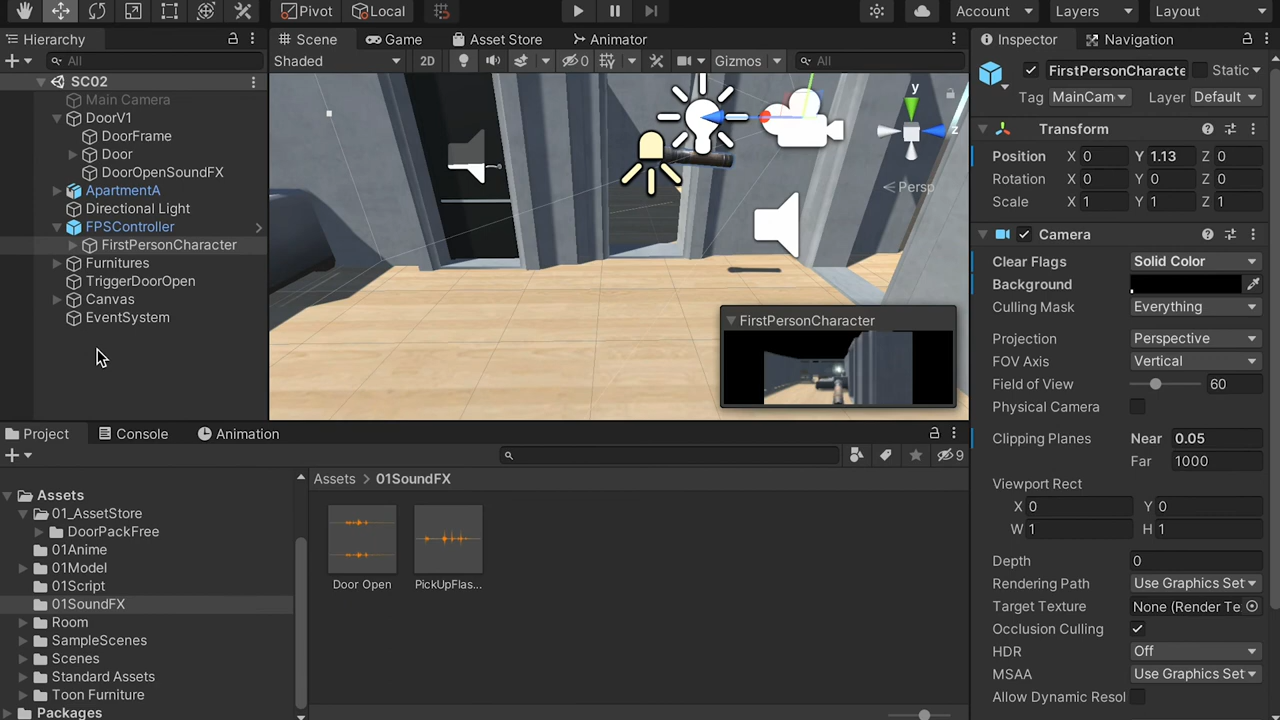 Pivot Local Account Layers Layout
Hierarchy Scene Game Asset Store Animator Inspector Navigation
All Shaded 2D 0 Gizmos All FirstPersonCharacte Static
SC02 Tag MainCam Layer Default
Main Camera
DoorV1
DoorFrame
Door
DoorOpenSoundFX
ApartmentA
Directional Light
FPSController
FirstPersonCharacter
Furnitures
TriggerDoorOpen
Canvas
EventSystem
y
z
Persp
FirstPersonCharacter
Transform
Position X 0 Y 1.13 Z 0
Rotation X 0 Y 0 Z 0
Scale X 1 Y 1 Z 1
Camera
Clear Flags Solid Color
Background
Culling Mask Everything
Projection Perspective
FOV Axis Vertical
Field of View 60
Physical Camera
Clipping Planes Near 0.05
Far 1000
Viewport Rect
X 0 Y 0
W 1 H 1
Depth 0
Rendering Path Use Graphics Set
Target Texture None (Render Te
Occlusion Culling
HDR Off
MSAA Use Graphics Set
Allow Dynamic Resol
Project Console Animation
9
Assets
01_AssetStore
DoorPackFree
01Anime
01Model
01Script
01SoundFX
Room
SampleScenes
Scenes
Standard Assets
Toon Furniture
Packages
Assets > 01SoundFX
Door Open PickUpFlas...